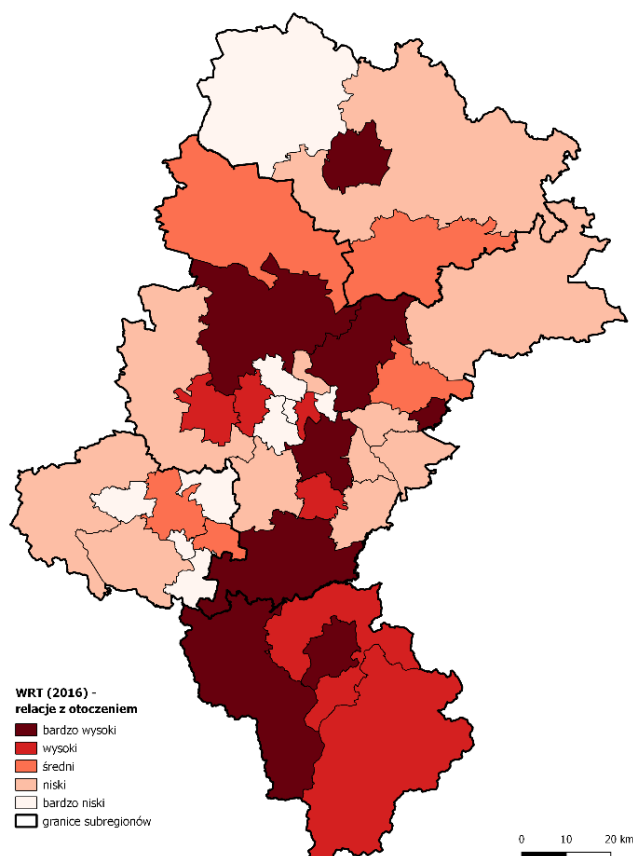 WRT (2016) -
relacje z otoczeniem
bardzo wysoki
wysoki
średni
niski
bardzo niski
granice subregionów
0 10 20 km